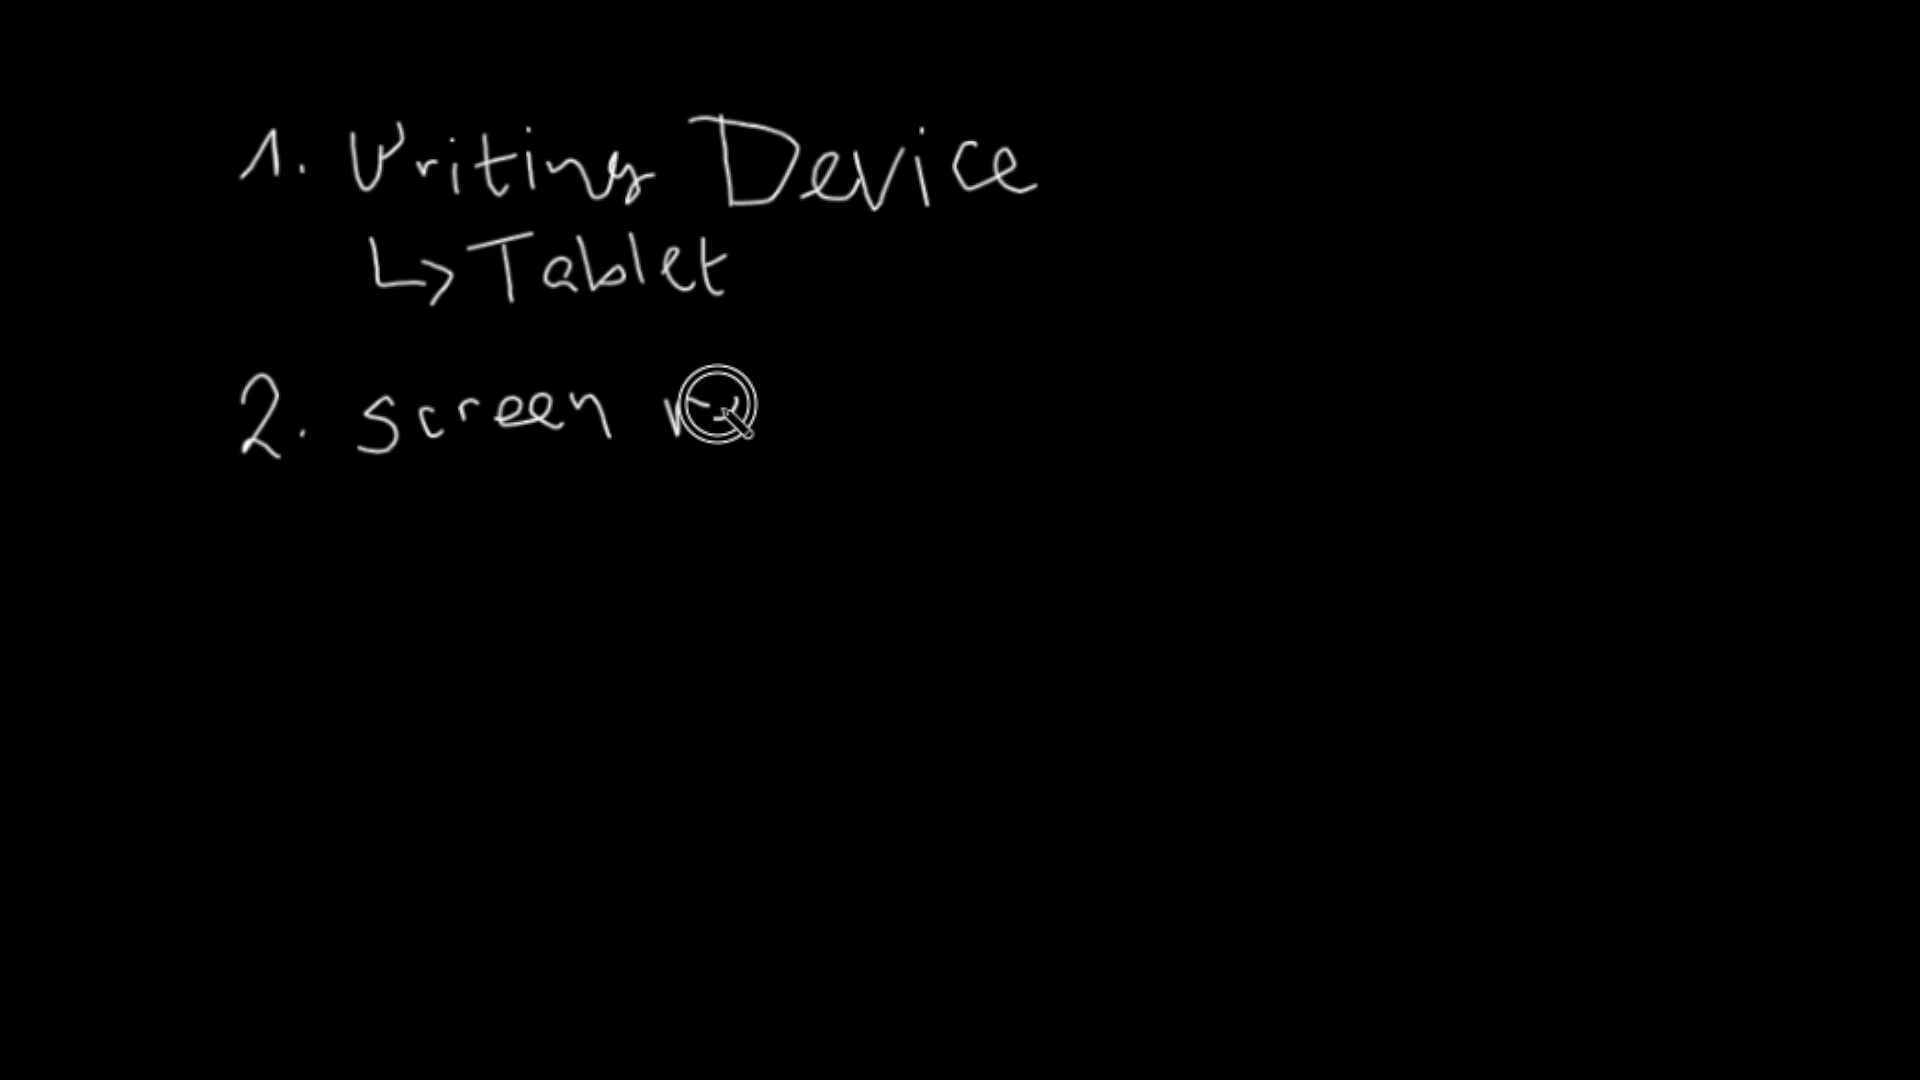 1. Writing Device
↳ Tablet
2. screen